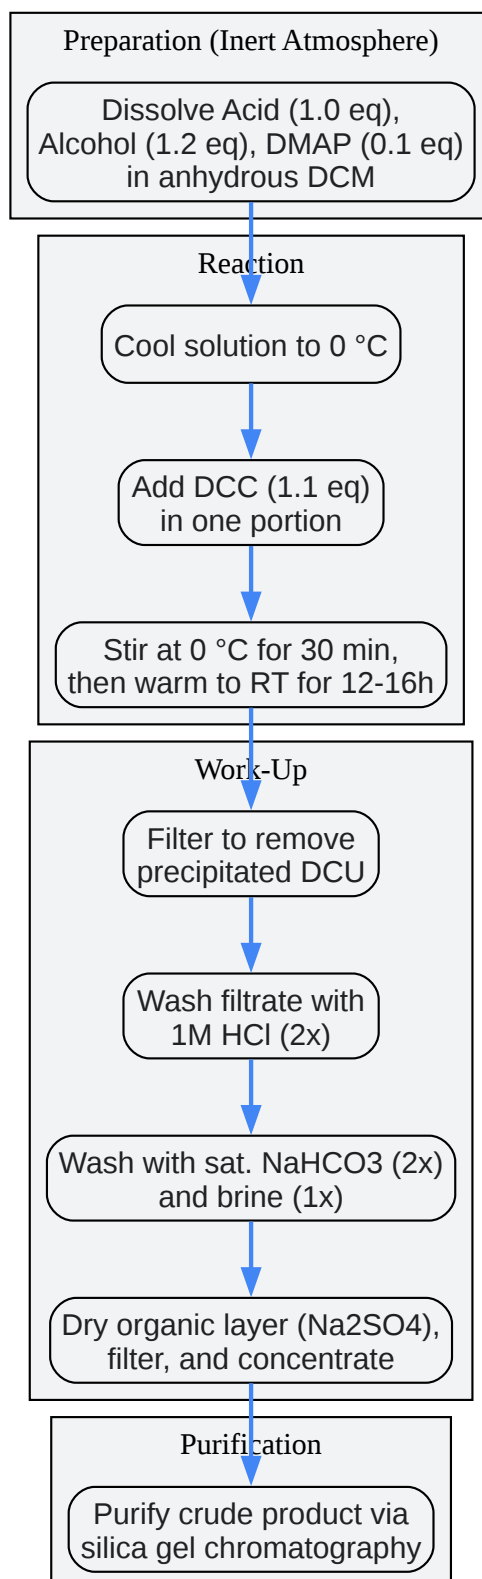 Preparation (Inert Atmosphere)
Dissolve Acid (1.0 eq),
Alcohol (1.2 eq), DMAP (0.1 eq)
in anhydrous DCM
Reaction
Cool solution to 0 °C
Add DCC (1.1 eq)
in one portion
Stir at 0 °C for 30 min,
then warm to RT for 12-16h
Work-Up
Filter to remove
precipitated DCU
Wash filtrate with
1M HCl (2x)
Wash with sat. NaHCO3 (2x)
and brine (1x)
Dry organic layer (Na2SO4),
filter, and concentrate
Purification
Purify crude product via
silica gel chromatography